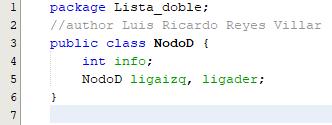 1 package Lista_doble;
2 //author Luis Ricardo Reyes Villar
3 public class NodoD {
4 int info;
5 NodoD ligaizq, ligader;
6 }
7